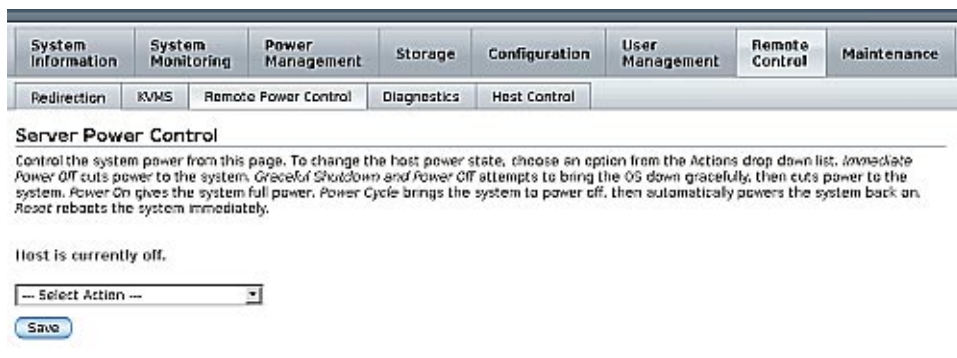 System Information
System Monitoring
Power Management
Storage
Configuration
User Management
Remote Control
Maintenance
Redirection
KVMS
Remote Power Control
Diagnostics
Host Control
Server Power Control
Control the system power from this page. To change the host power state, choose an option from the Actions drop down list. Immediate
Power Off cuts power to the system. Graceful Shutdown and Power Off attempts to bring the OS down gracefully, then cuts power to the
system. Power On gives the system full power. Power Cycle brings the system to power off, then automatically powers the system back on.
Reset reboots the system immediately.
Host is currently off.
--- Select Action ---
Save